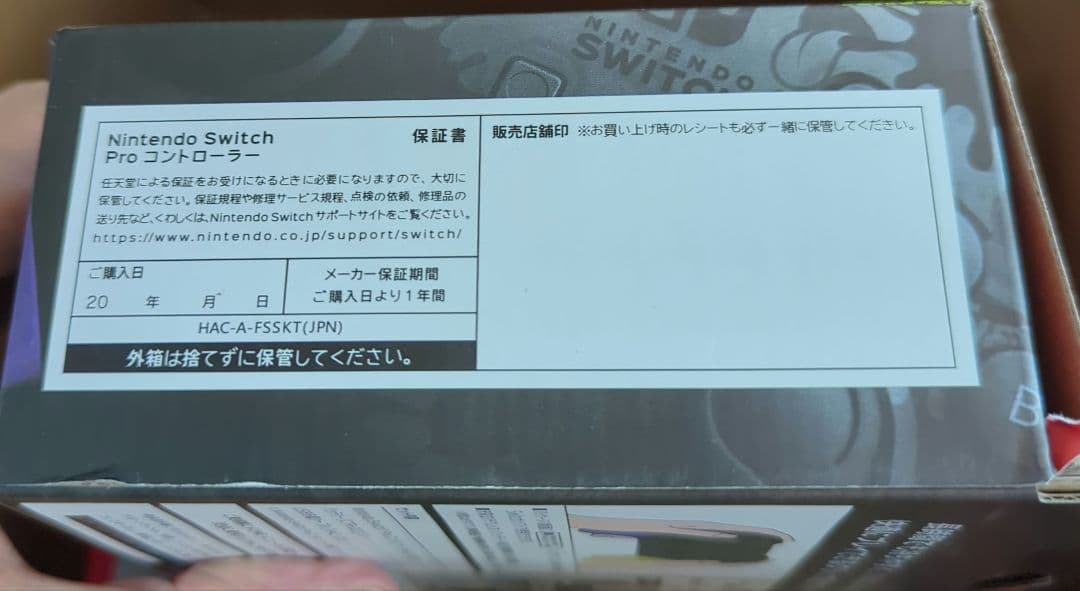 NINTENDO
SWITCH
Nintendo Switch
Pro コントローラー
保証書
任天堂による保証をお受けになるときに必要になりますので、大切に
保管してください。保証規程や修理サービス規程、点検の依頼、修理品の
送り先など、くわしくは、Nintendo Switchサポートサイトをご覧ください。
https://www.nintendo.co.jp/support/switch/
ご購入日
20 年 月 日
メーカー保証期間
ご購入日より1年間
HAC-A-FSSKT(JPN)
外箱は捨てずに保管してください。
販売店舗印 ※お買い上げ時のレシートも必ず一緒に保管してください。
B